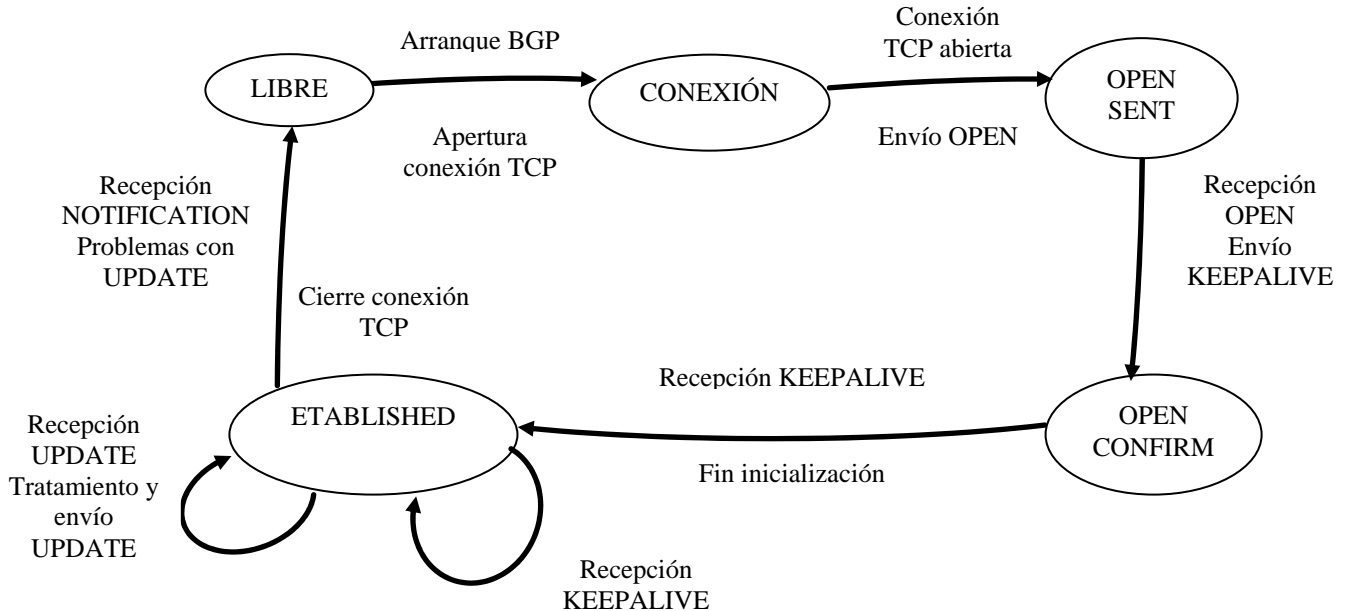 Conexión
TCP abierta
Arranque BGP
LIBRE
CONEXIÓN
OPEN
SENT
Apertura
conexión TCP
Envío OPEN
Recepción
NOTIFICATION
Problemas con
UPDATE
Recepción
OPEN
Envío
KEEPALIVE
Cierre conexión
TCP
Recepción KEEPALIVE
ETABLISHED
OPEN
CONFIRM
Recepción
UPDATE
Tratamiento y
envío
UPDATE
Fin inicialización
Recepción
KEEPALIVE